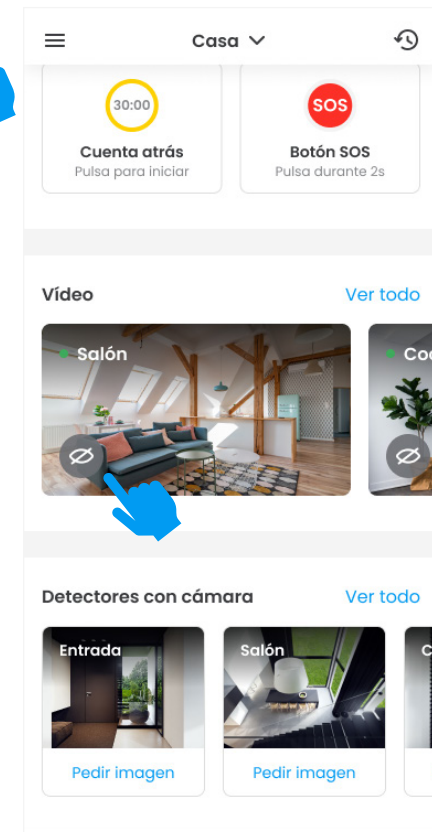 Casa
30:00
SOS
Cuenta atrás
Botón SOS
Pulsa para iniciar
Pulsa durante 2s
Vídeo
Ver todo
Salón
Coc
Detectores con cámara
Ver todo
Entrada
Salón
C
Pedir imagen
Pedir imagen